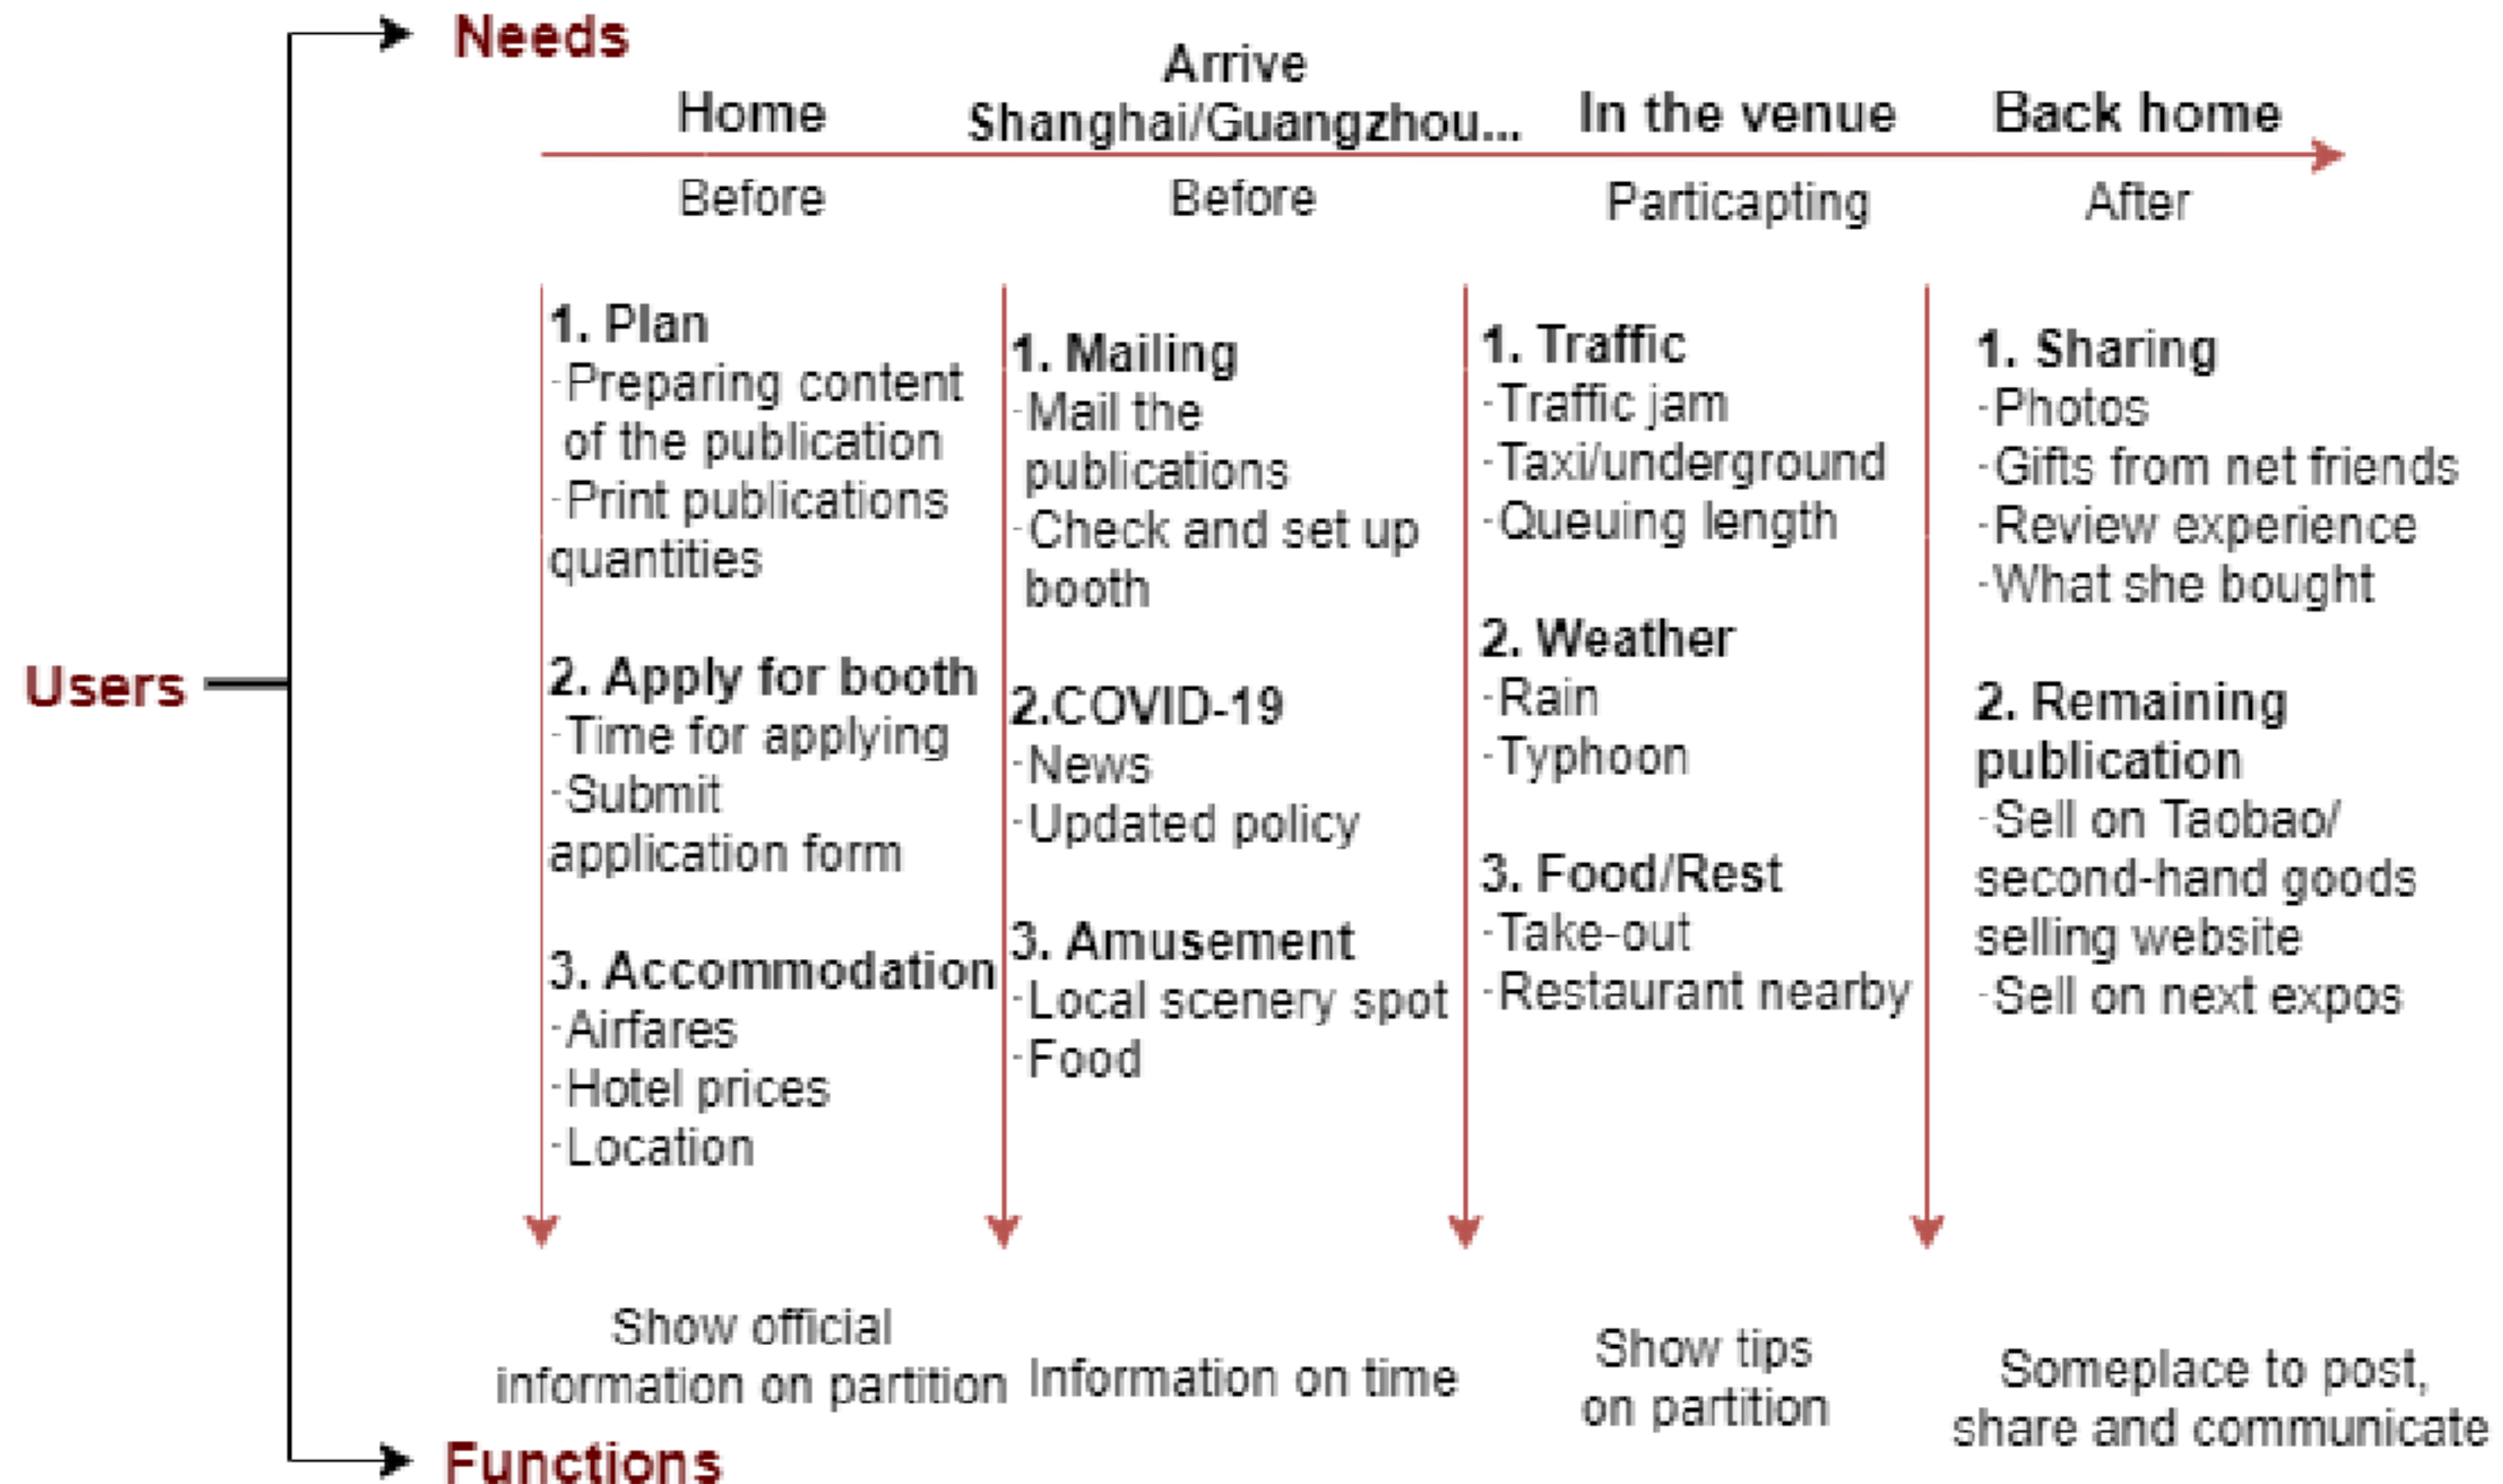 Needs
Home
Arrive
Shanghai/Guangzhou...
In the venue
Back home
Before
Before
Particapting
After
1. Plan
-Preparing content
of the publication
-Print publications
quantities
2. Apply for booth
-Time for applying
-Submit
application form
3. Accommodation
-Airfares
-Hotel prices
-Location
1. Mailing
-Mail the
publications
-Check and set up
booth
2.COVID-19
-News
-Updated policy
3. Amusement
-Local scenery spot
-Food
1. Traffic
-Traffic jam
-Taxi/underground
-Queuing length
2. Weather
-Rain
-Typhoon
3. Food/Rest
-Take-out
-Restaurant nearby
1. Sharing
-Photos
-Gifts from net friends
-Review experience
-What she bought
2. Remaining
publication
-Sell on Taobao/
second-hand goods
selling website
-Sell on next expos
Users
Show official
information on partition
Information on time
Show tips
on partition
Someplace to post,
share and communicate
Functions